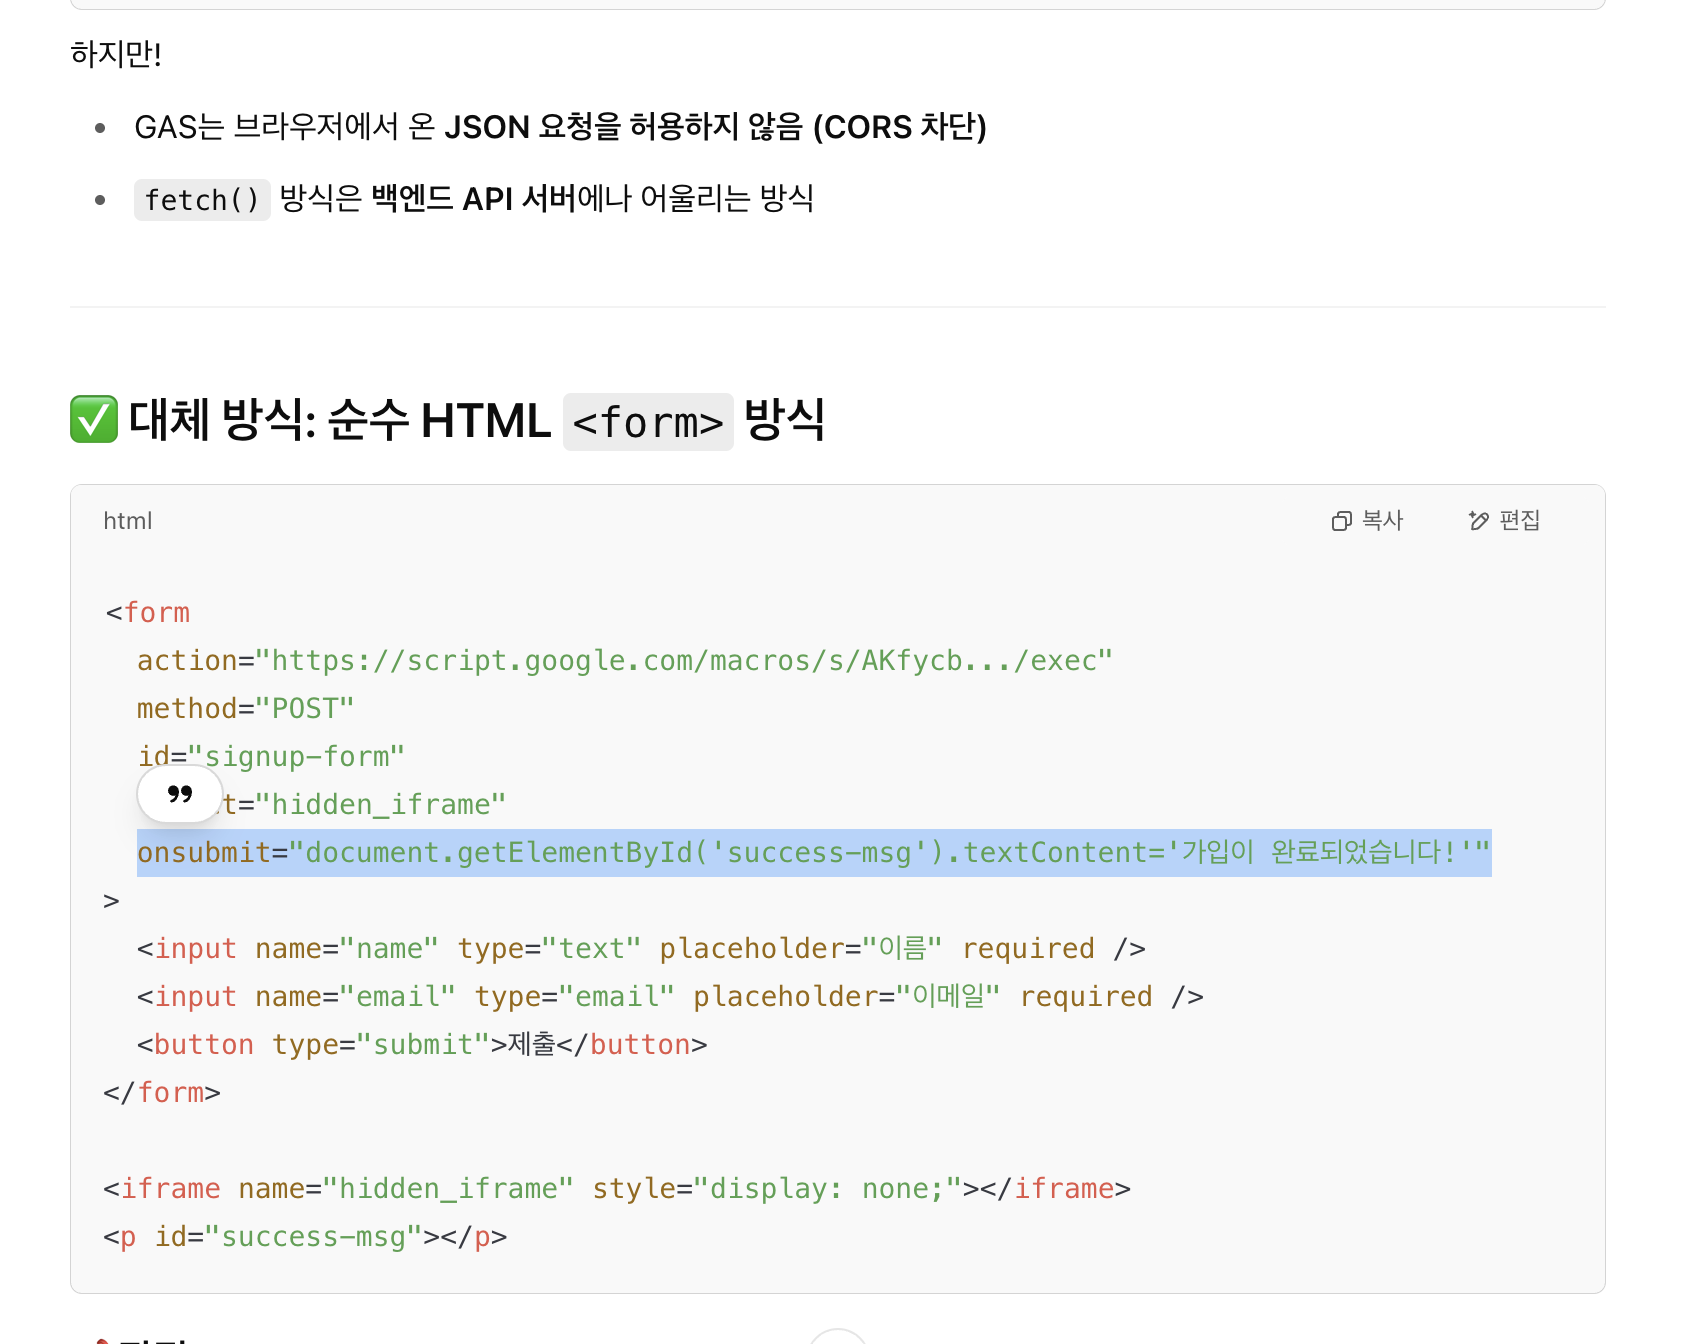 하지만!
GAS는 브라우저에서 온 JSON 요청을 허용하지 않음 (CORS 차단)
fetch() 방식은 백엔드 API 서버에나 어울리는 방식
✅ 대체 방식: 순수 HTML <form> 방식
html 복사 편집
<form
action="https://script.google.com/macros/s/AKfycb.../exec"
method="POST"
id="signup-form"
t="hidden_iframe"
onsubmit="document.getElementById('success-msg').textContent='가입이 완료되었습니다!'"
>
<input name="name" type="text" placeholder="이름" required />
<input name="email" type="email" placeholder="이메일" required />
<button type="submit">제출</button>
</form>
<iframe name="hidden_iframe" style="display: none;"></iframe>
<p id="success-msg"></p>